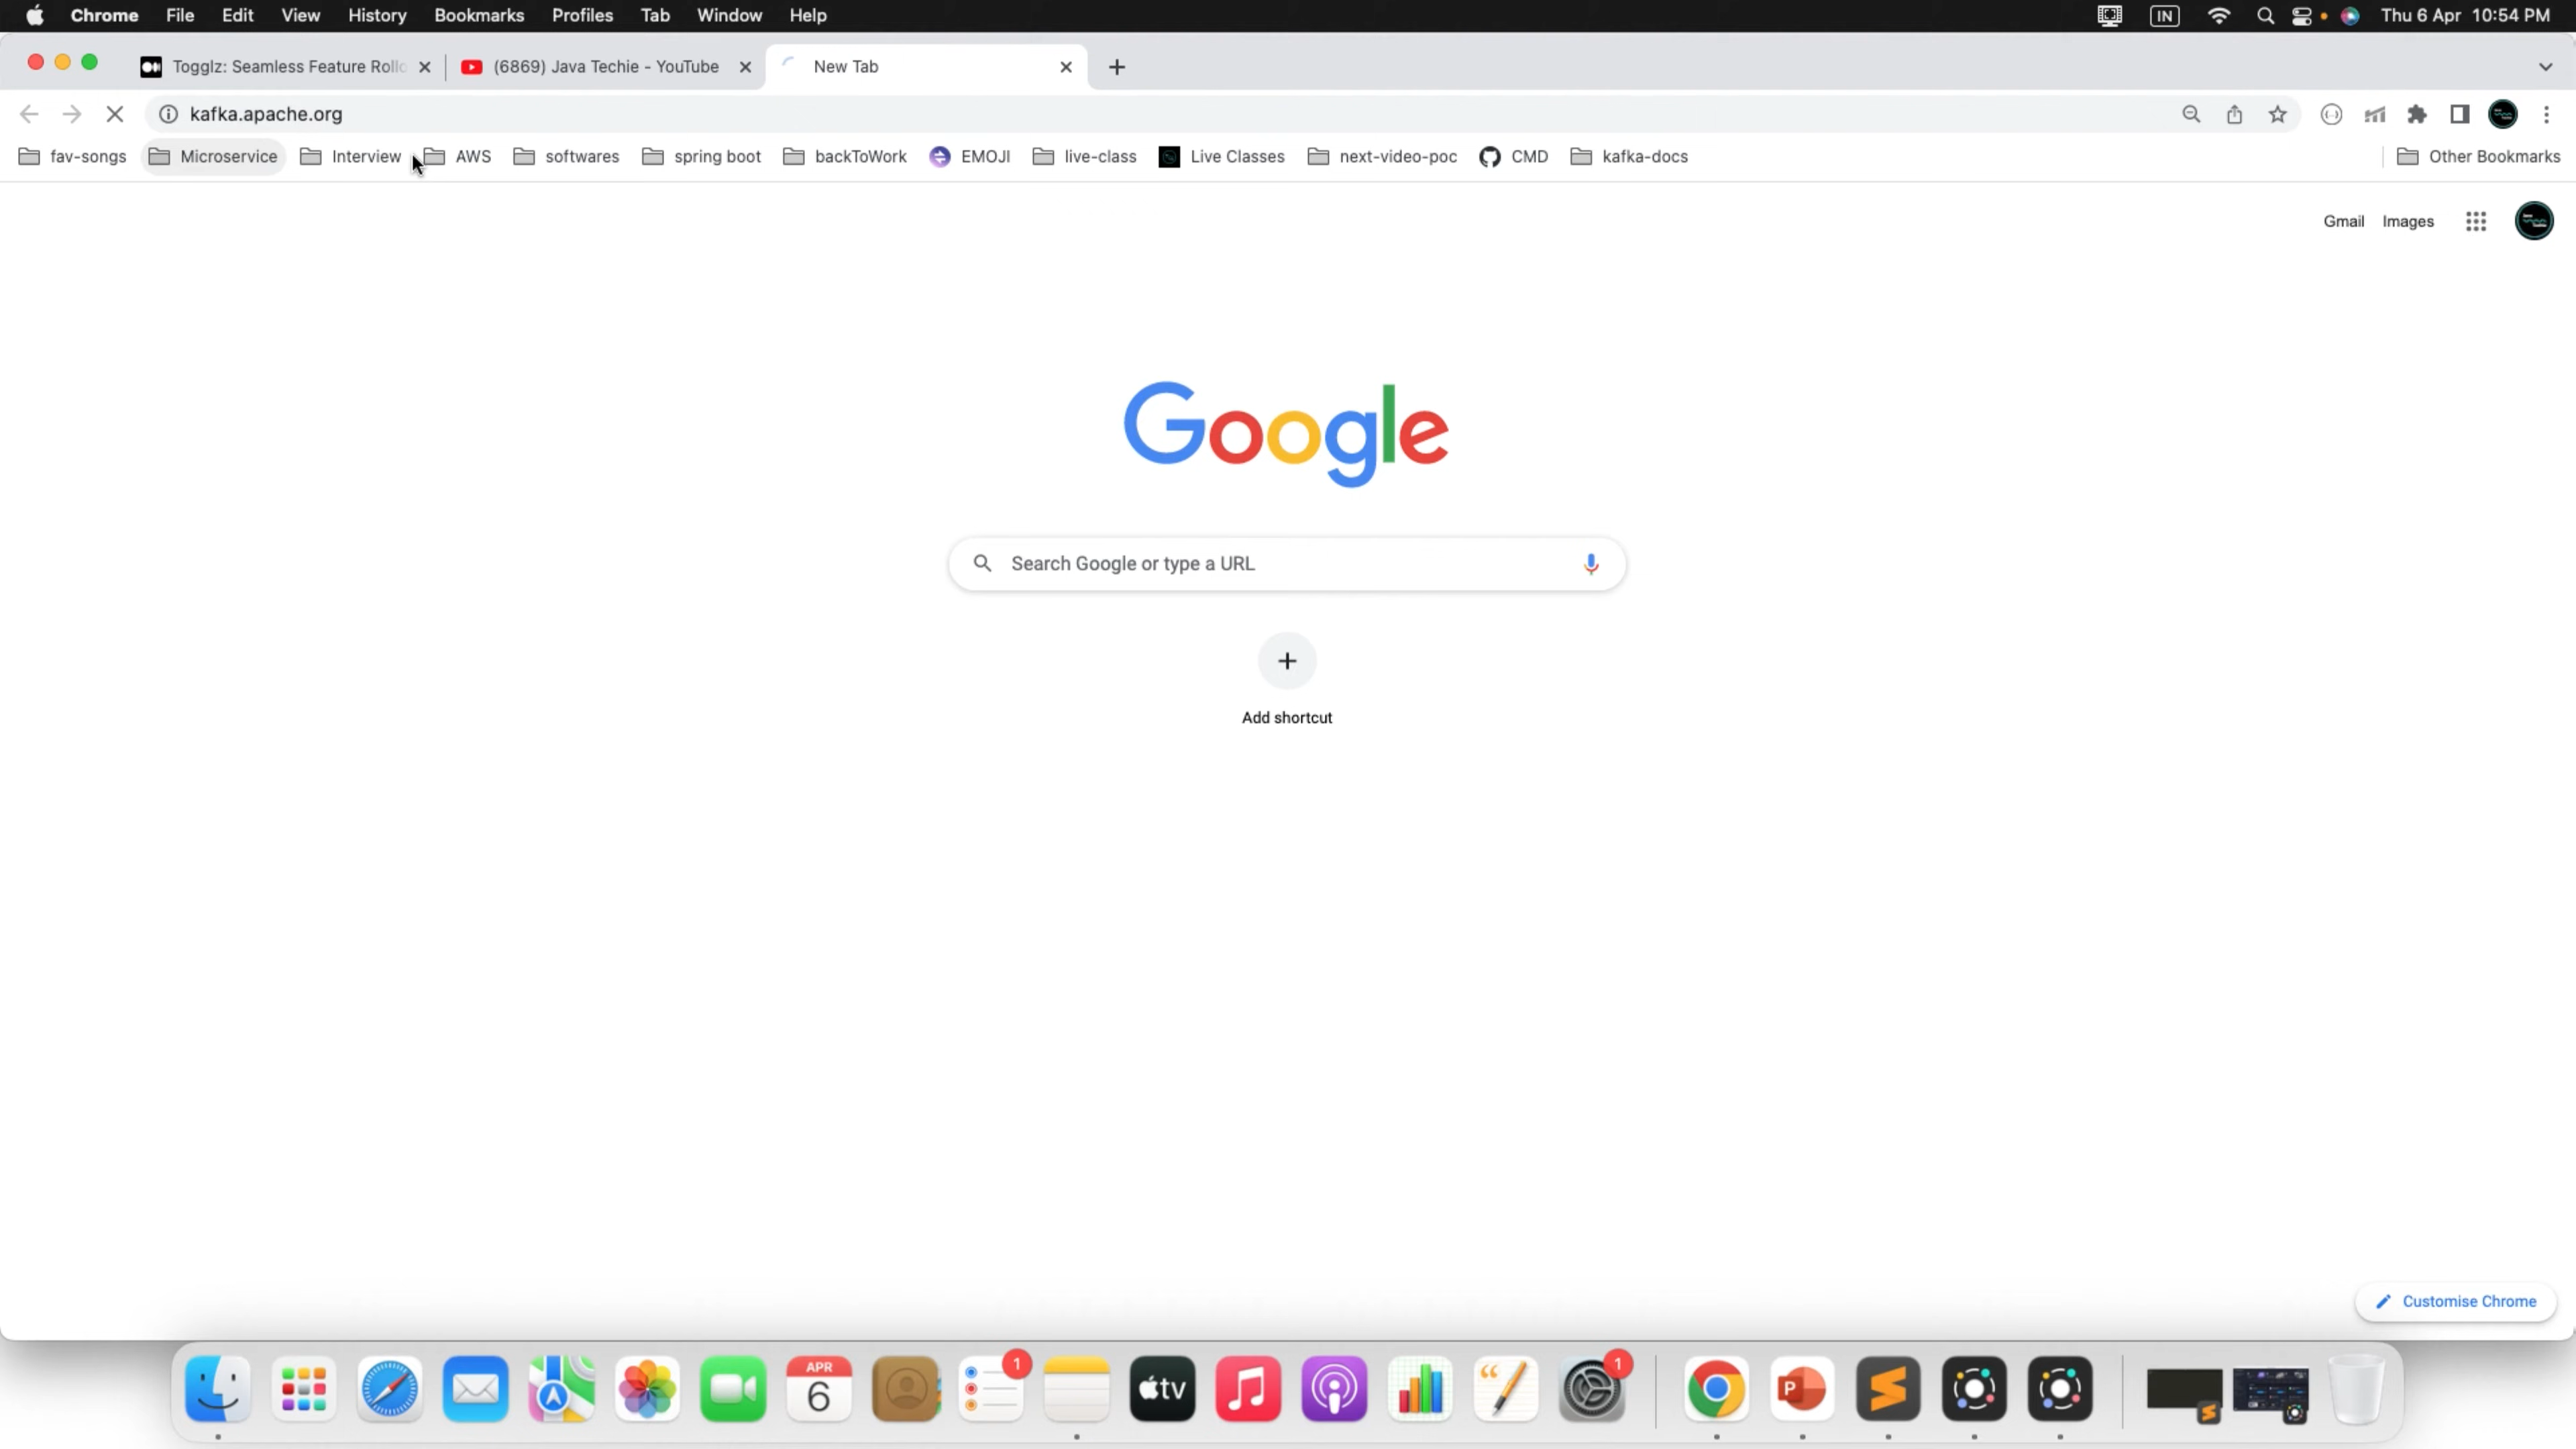 Chrome File Edit View History Bookmarks Profiles Tab Window Help IN Thu 6 Apr 10:54 PM
Togglz: Seamless Feature Rollo (6869) Java Techie - YouTube New Tab
kafka.apache.org
fav-songs Microservice Interview AWS softwares spring boot backToWork EMOJI live-class Live Classes next-video-poc CMD kafka-docs Other Bookmarks
Gmail Images
Google
Search Google or type a URL
Add shortcut
Customise Chrome
APR 1 1
6 tv P